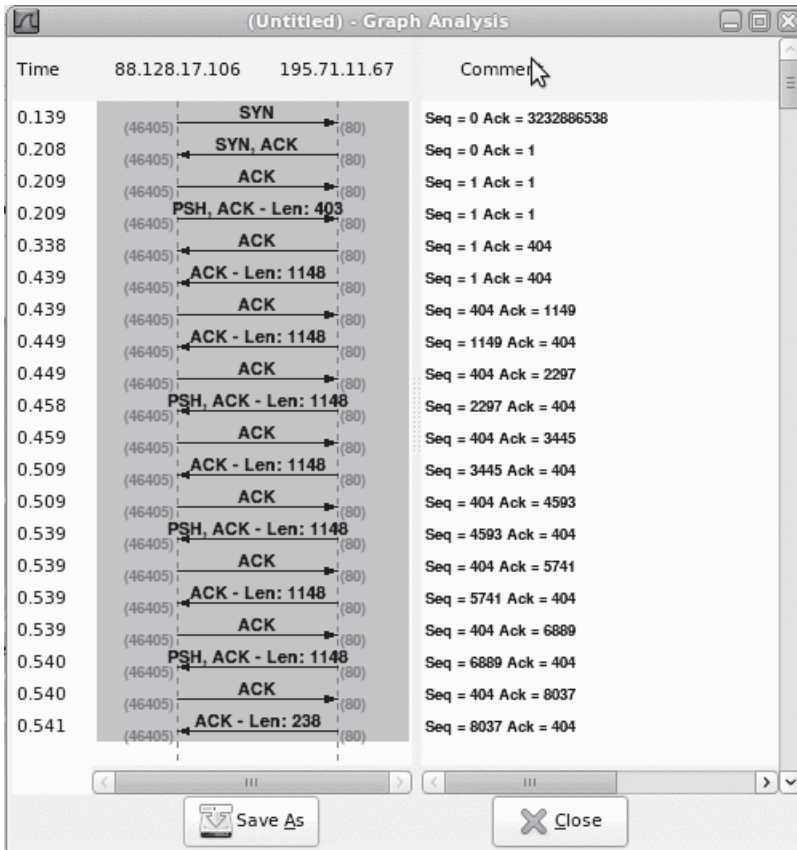 (Untitled) - Graph Analysis
Time 88.128.17.106 195.71.11.67 Commen
0.139 (46405) SYN (80) Seq = 0 Ack = 3232886538
0.208 (46405) SYN, ACK (80) Seq = 0 Ack = 1
0.209 (46405) ACK (80) Seq = 1 Ack = 1
0.209 (46405) PSH, ACK - Len: 403 (80) Seq = 1 Ack = 1
0.338 (46405) ACK (80) Seq = 1 Ack = 404
0.439 (46405) ACK - Len: 1148 (80) Seq = 1 Ack = 404
0.439 (46405) ACK (80) Seq = 404 Ack = 1149
0.449 (46405) ACK - Len: 1148 (80) Seq = 1149 Ack = 404
0.449 (46405) ACK (80) Seq = 404 Ack = 2297
0.458 (46405) PSH, ACK - Len: 1148 (80) Seq = 2297 Ack = 404
0.459 (46405) ACK (80) Seq = 404 Ack = 3445
0.509 (46405) ACK - Len: 1148 (80) Seq = 3445 Ack = 404
0.509 (46405) ACK (80) Seq = 404 Ack = 4593
0.539 (46405) PSH, ACK - Len: 1148 (80) Seq = 4593 Ack = 404
0.539 (46405) ACK (80) Seq = 404 Ack = 5741
0.539 (46405) ACK - Len: 1148 (80) Seq = 5741 Ack = 404
0.539 (46405) ACK (80) Seq = 404 Ack = 6889
0.540 (46405) PSH, ACK - Len: 1148 (80) Seq = 6889 Ack = 404
0.540 (46405) ACK (80) Seq = 404 Ack = 8037
0.541 (46405) ACK - Len: 238 (80) Seq = 8037 Ack = 404
Save As Close